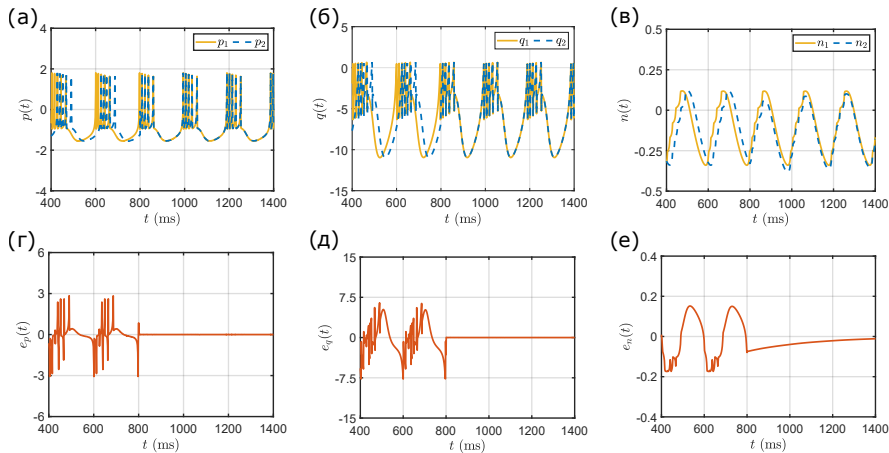 (а)
(б)
(в)
4
2
0
-2
-4
p(t)
p₁ p₂
400 600 800 1000 1200 1400
t (ms)
5
0
-5
-10
-15
q(t)
q₁ q₂
400 600 800 1000 1200 1400
t (ms)
0.5
0.25
0
-0.25
-0.5
n(t)
n₁ n₂
400 600 800 1000 1200 1400
t (ms)
(г)
(д)
(е)
6
3
0
-3
-6
eₚ(t)
400 600 800 1000 1200 1400
t (ms)
15
7.5
0
-7.5
-15
e_q(t)
400 600 800 1000 1200 1400
t (ms)
0.4
0.2
0
-0.2
-0.4
eₙ(t)
400 600 800 1000 1200 1400
t (ms)